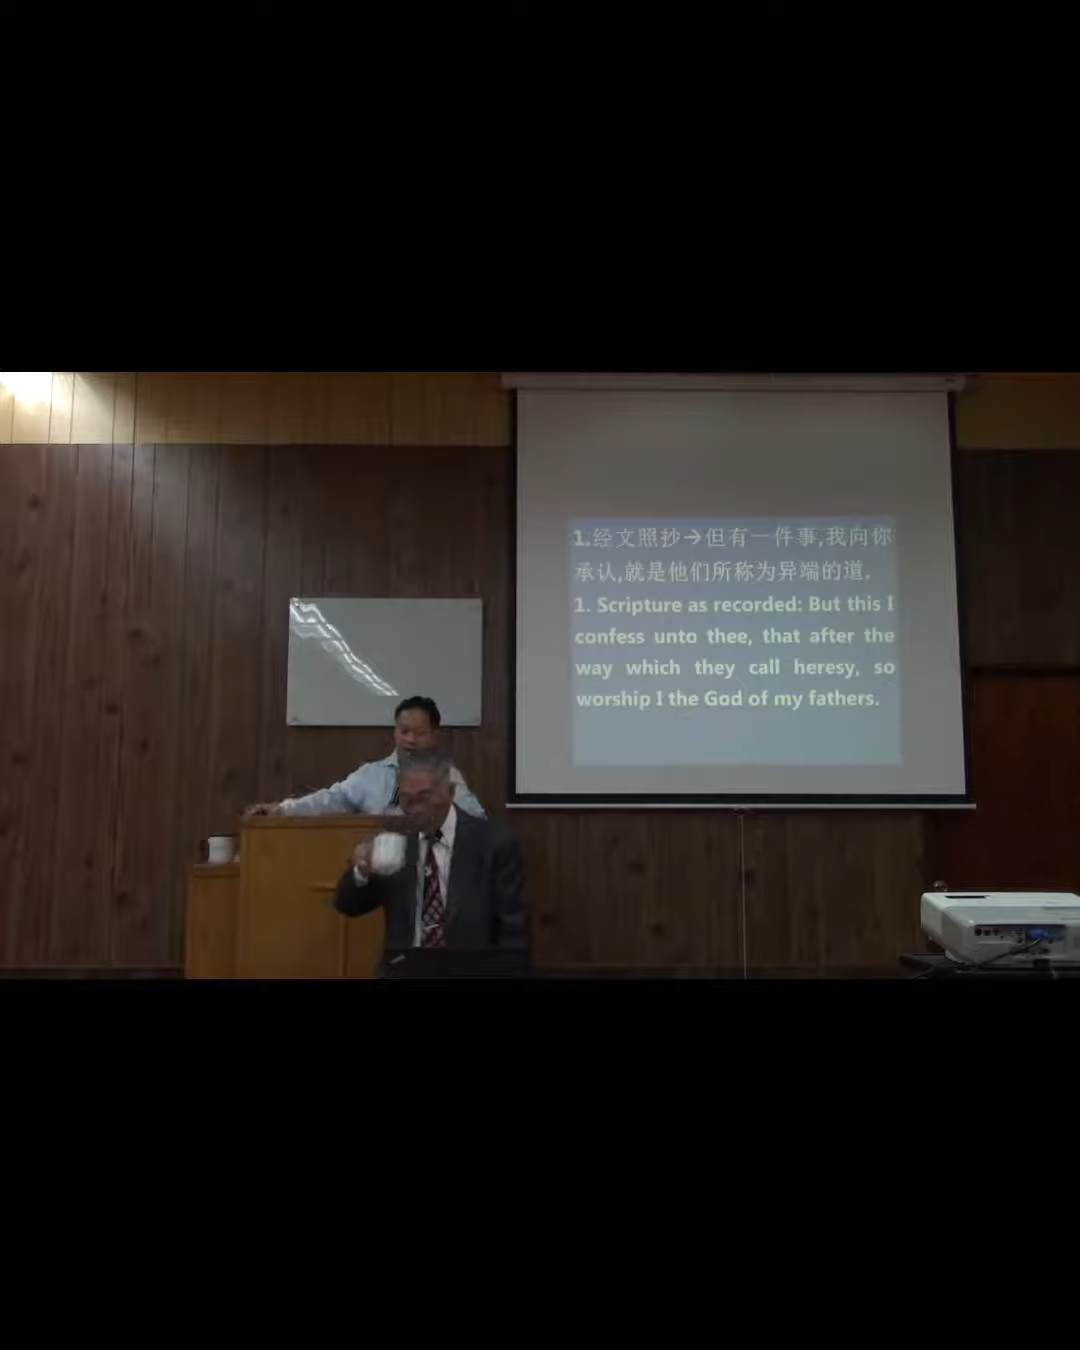 1.经文照抄→但有一件事,我向你
承认,就是他们所称为异端的道,
1. Scripture as recorded: But this I
confess unto thee, that after the
way which they call heresy, so
worship I the God of my fathers.